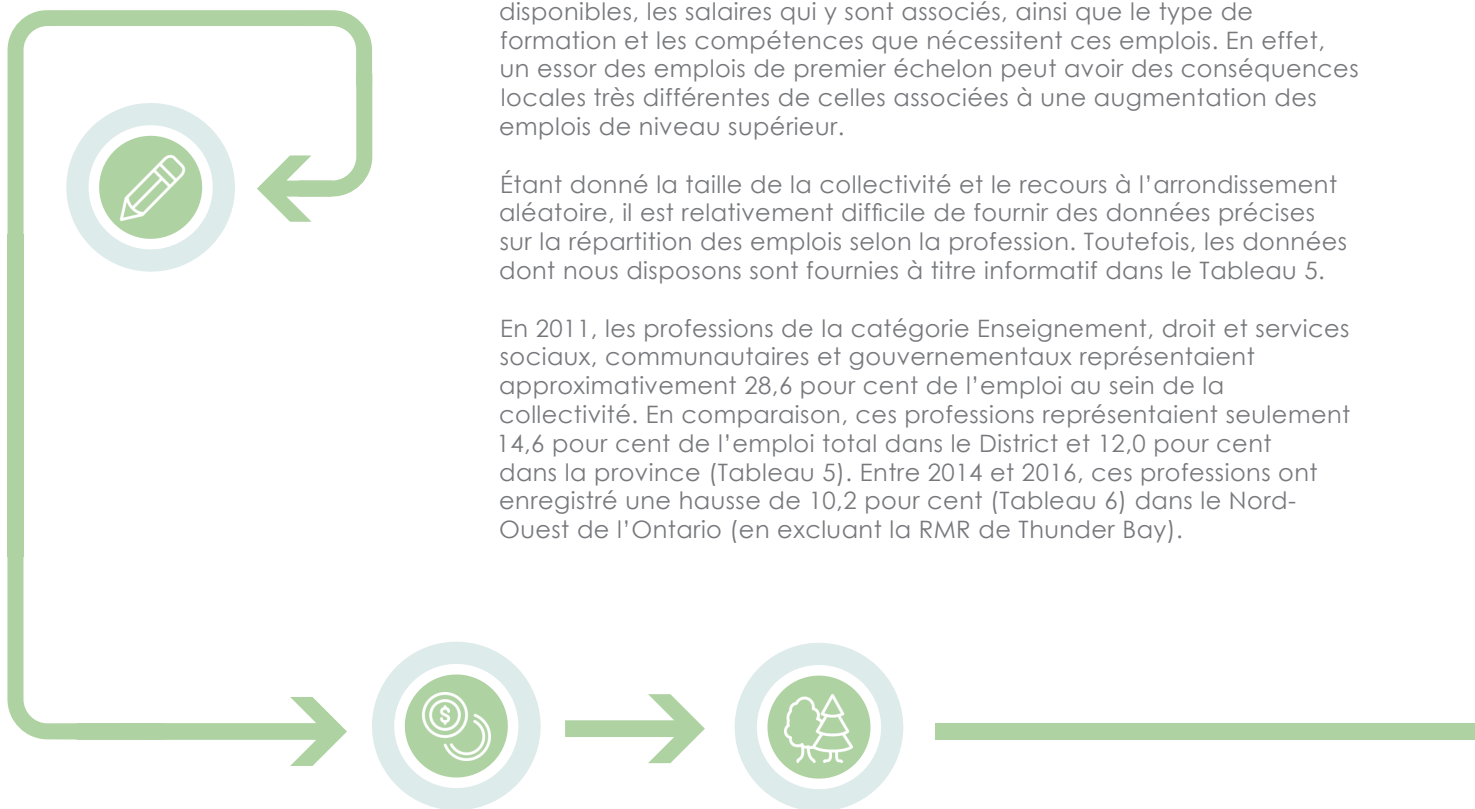 disponibles, les salaires qui y sont associés, ainsi que le type de
formation et les compétences que nécessitent ces emplois. En effet,
un essor des emplois de premier échelon peut avoir des conséquences
locales très différentes de celles associées à une augmentation des
emplois de niveau supérieur.
Étant donné la taille de la collectivité et le recours à l’arrondissement
aléatoire, il est relativement difficile de fournir des données précises
sur la répartition des emplois selon la profession. Toutefois, les données
dont nous disposons sont fournies à titre informatif dans le Tableau 5.
En 2011, les professions de la catégorie Enseignement, droit et services
sociaux, communautaires et gouvernementaux représentaient
approximativement 28,6 pour cent de l’emploi au sein de la
collectivité. En comparaison, ces professions représentaient seulement
14,6 pour cent de l’emploi total dans le District et 12,0 pour cent
dans la province (Tableau 5). Entre 2014 et 2016, ces professions ont
enregistré une hausse de 10,2 pour cent (Tableau 6) dans le Nord-
Ouest de l’Ontario (en excluant la RMR de Thunder Bay).
$